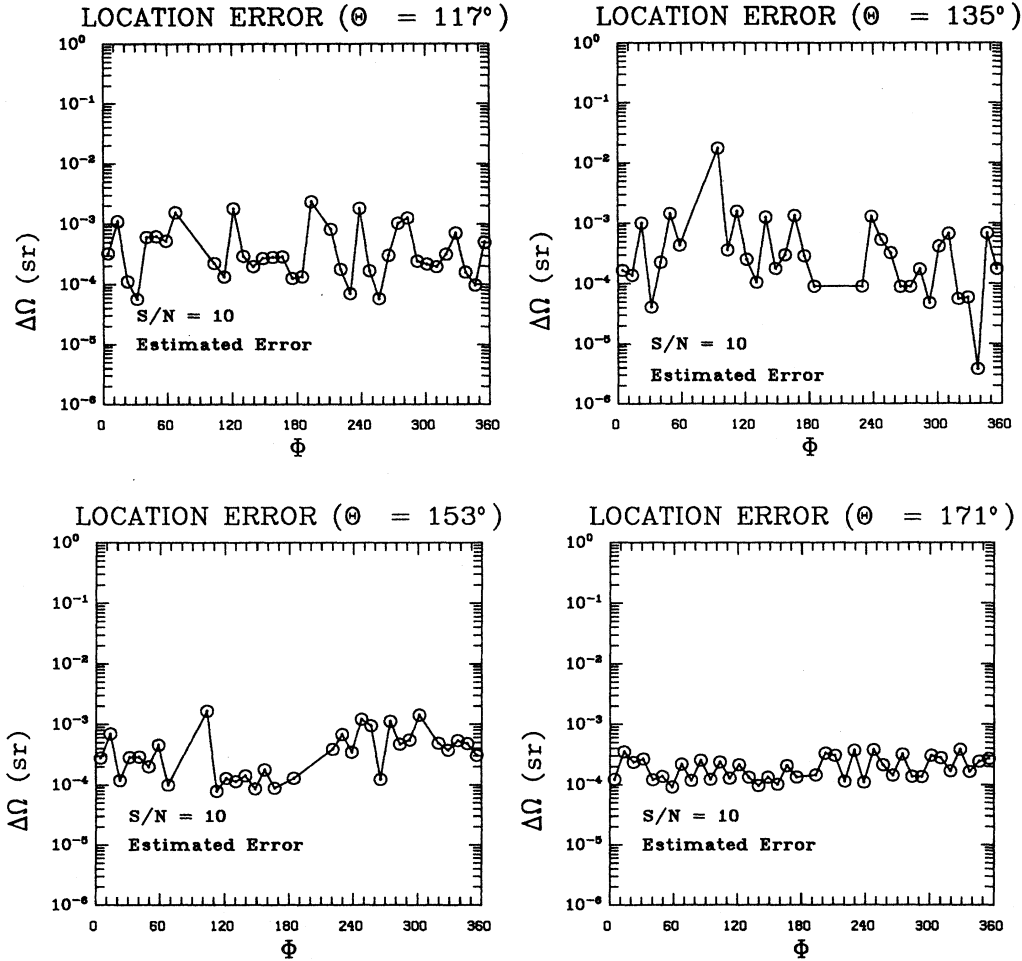 LOCATION ERROR (Θ = 117°)
10⁰
10⁻¹
10⁻²
10⁻³
10⁻⁴
10⁻⁵
10⁻⁶
ΔΩ (sr)
S/N = 10
Estimated Error
0 60 120 180 240 300 360
Φ
LOCATION ERROR (Θ = 135°)
10⁰
10⁻¹
10⁻²
10⁻³
10⁻⁴
10⁻⁵
10⁻⁶
ΔΩ (sr)
S/N = 10
Estimated Error
0 60 120 180 240 300 360
Φ
LOCATION ERROR (Θ = 153°)
10⁰
10⁻¹
10⁻²
10⁻³
10⁻⁴
10⁻⁵
10⁻⁶
ΔΩ (sr)
S/N = 10
Estimated Error
0 60 120 180 240 300 360
Φ
LOCATION ERROR (Θ = 171°)
10⁰
10⁻¹
10⁻²
10⁻³
10⁻⁴
10⁻⁵
10⁻⁶
ΔΩ (sr)
S/N = 10
Estimated Error
0 60 120 180 240 300 360
Φ